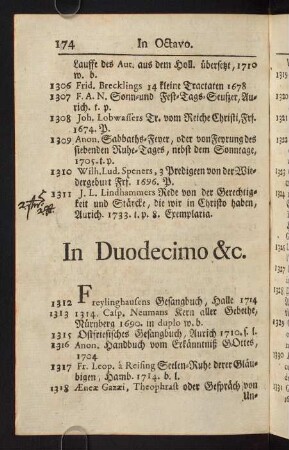 174 In Octavo.
Lauffe des Aut. aus dem Holl. übersetzt, 1710
w. b.
1306 Frid. Brecklings 14 kleine Tractaten 1678
1307 F. A. N. Sonn-und Fest-Tags-Seufzer, Au-
rich. t. p.
1308 Joh. Lobwassers Tr. vom Reiche Christi, Frf.
1674. P.
1309 Anon. Sabbaths-Feyer, oder von Feyrung des
siebenden Ruhe-Tages, nebst dem Sonntage,
1705. t. p.
1310 Wilh. Lud. Speners, 3 Predigen von der Wie-
dergeburt Frf. 1696. P.
1311 J. L. Lindhammers Rede von der Gerechtig-
keit und Stärcke, die wir in Christo haben,
Aurich. 1733. t. p. 8. Exemplaria.
In Duodecimo &c.
1312 Freylinghausens Gesangbuch, Halle 1714
1313 1314. Casp. Neumans Kern aller Gebethe,
Nürnberg 1690. in duplo w. b.
1315 Ostfriesisches Gesangbuch, Aurich 1710. s. l.
1316 Anon. Handbuch vom Erkänntniß GOttes,
1704
1317 Fr. Leop. à Reising Seelen-Ruhe derer Gläu-
bigen, Hamb. 1714. b. l.
1318 Æneæ Gazæi, Theophrast oder Gespräch von
Un-